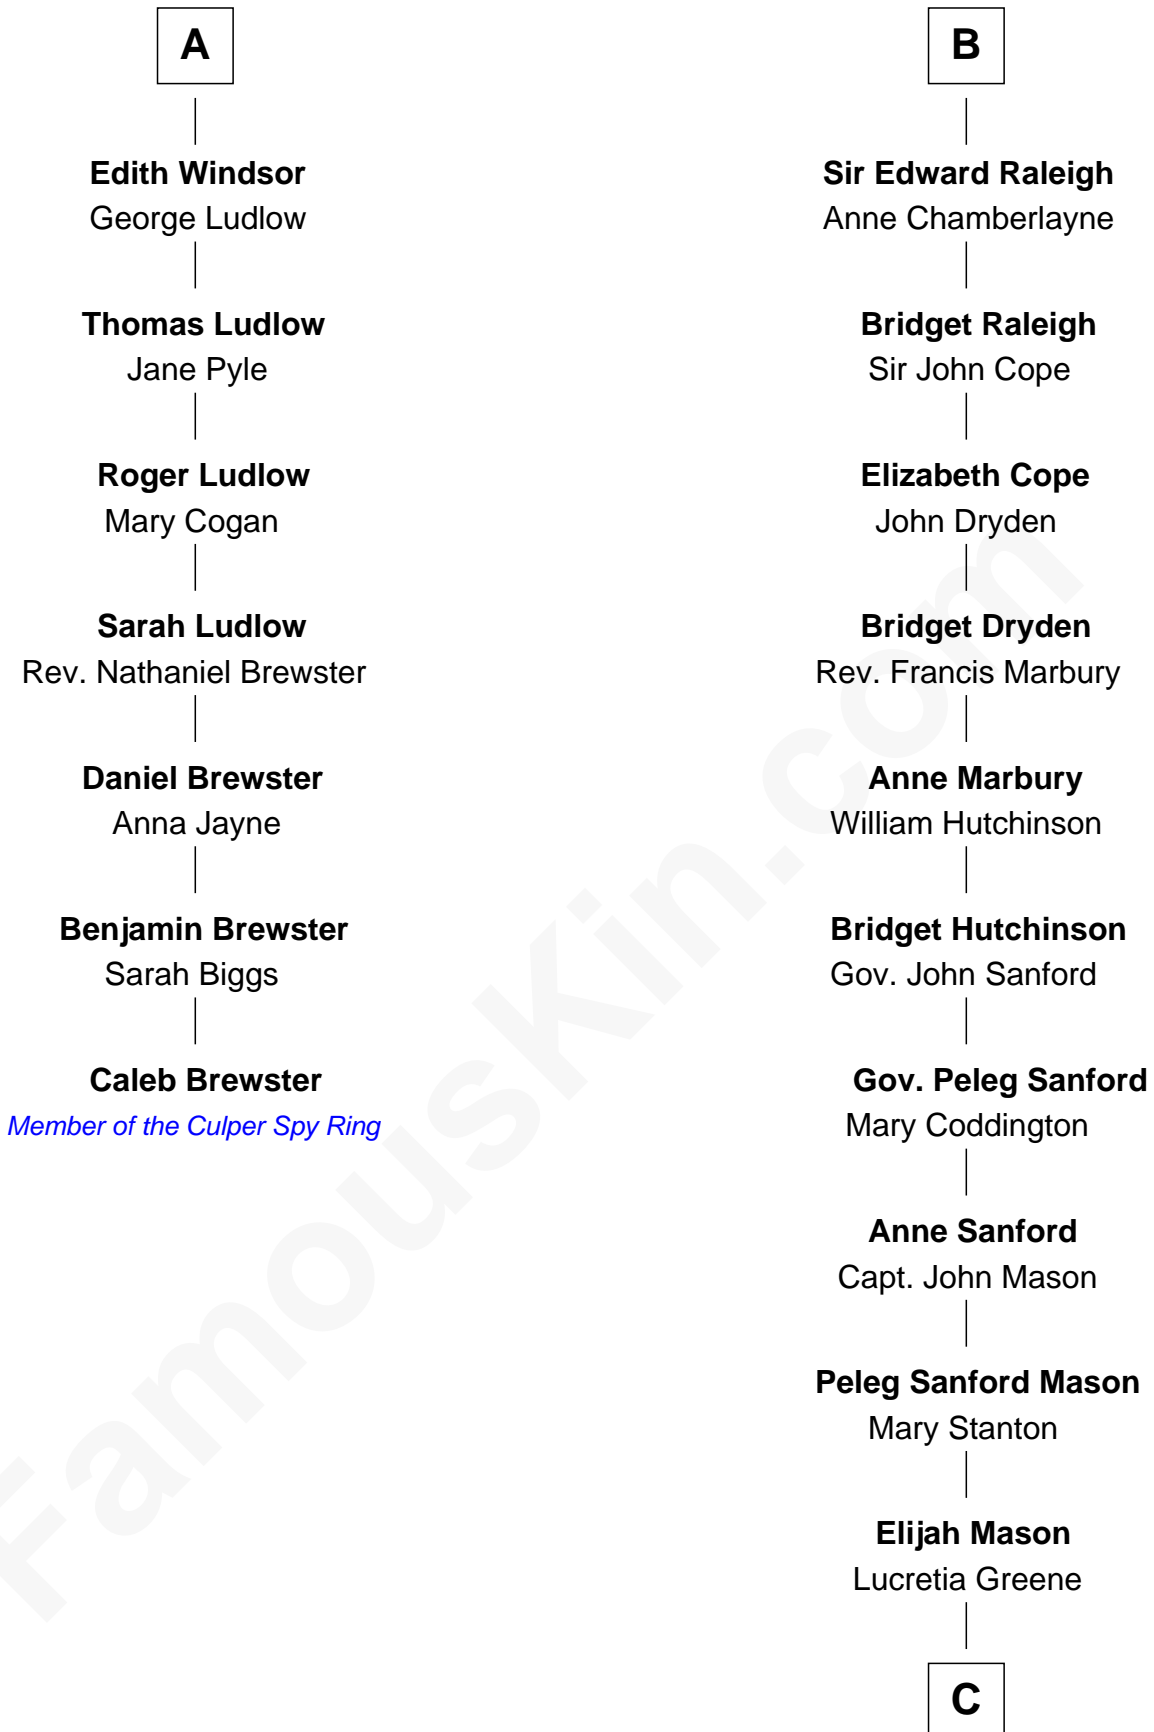 A
Edith Windsor
George Ludlow
Thomas Ludlow
Jane Pyle
Roger Ludlow
Mary Cogan
Sarah Ludlow
Rev. Nathaniel Brewster
Daniel Brewster
Anna Jayne
Benjamin Brewster
Sarah Biggs
Caleb Brewster
Member of the Culper Spy Ring
B
Sir Edward Raleigh
Anne Chamberlayne
Bridget Raleigh
Sir John Cope
Elizabeth Cope
John Dryden
Bridget Dryden
Rev. Francis Marbury
Anne Marbury
William Hutchinson
Bridget Hutchinson
Gov. John Sanford
Gov. Peleg Sanford
Mary Coddington
Anne Sanford
Capt. John Mason
Peleg Sanford Mason
Mary Stanton
Elijah Mason
Lucretia Greene
C
FamousKin.com